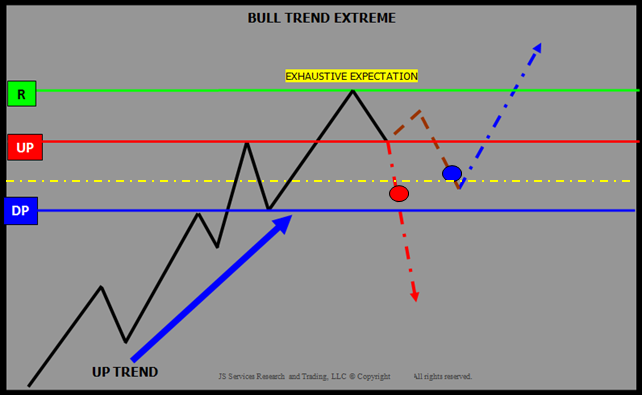 BULL TREND EXTREME
EXHAUSTIVE EXPECTATION
R
UP
DP
UP TREND
JS Services Research and Trading, LLC ® Copyright All rights reserved.